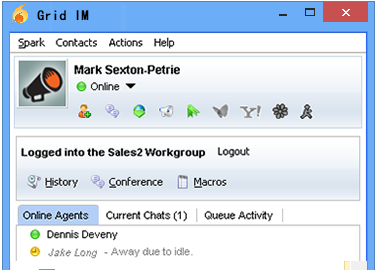 Grid IM
Spark Contacts Actions Help
Mark Sexton-Petrie
Online
Y!
Logged into the Sales2 Workgroup Logout
History Conference Macros
Online Agents Current Chats (1) Queue Activity
Dennis Deveny
Jake Long - Away due to idle.